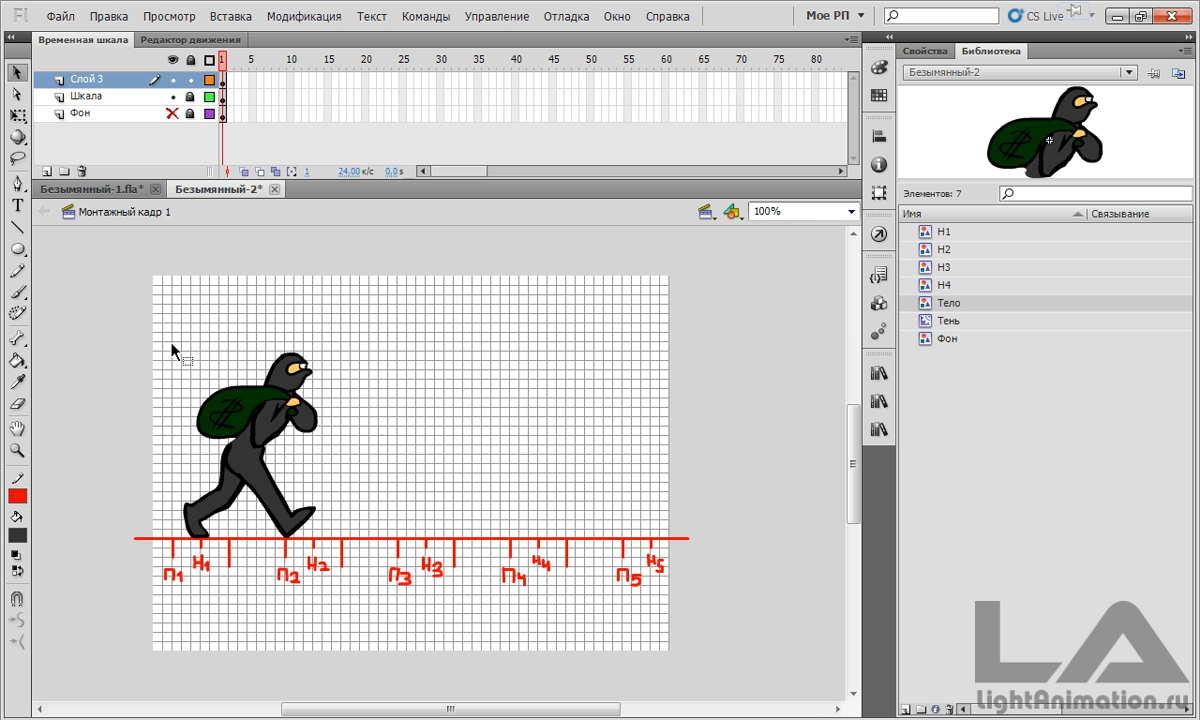 Fl Файл Правка Просмотр Вставка Модификация Текст Команды Управление Отладка Окно Справка Мое РП CS Live
Временная шкала Редактор движения
1 5 10 15 20 25 30 35 40 45 50 55 60 65 70 75 80
Слой 3
Шкала
Фон
1 24,00 к/с 0,0 s
Безымянный-1.fla* Безымянный-2*
Монтажный кадр 1 100%
Свойства Библиотека
Безымянный-2
Элементов: 7
Имя Связывание
Н1
Н2
Н3
Н4
Тело
Тень
Фон
П1 Н1 П2 Н2 П3 Н3 П4 Н4 П5 Н5
LA
LightAnimation.ru